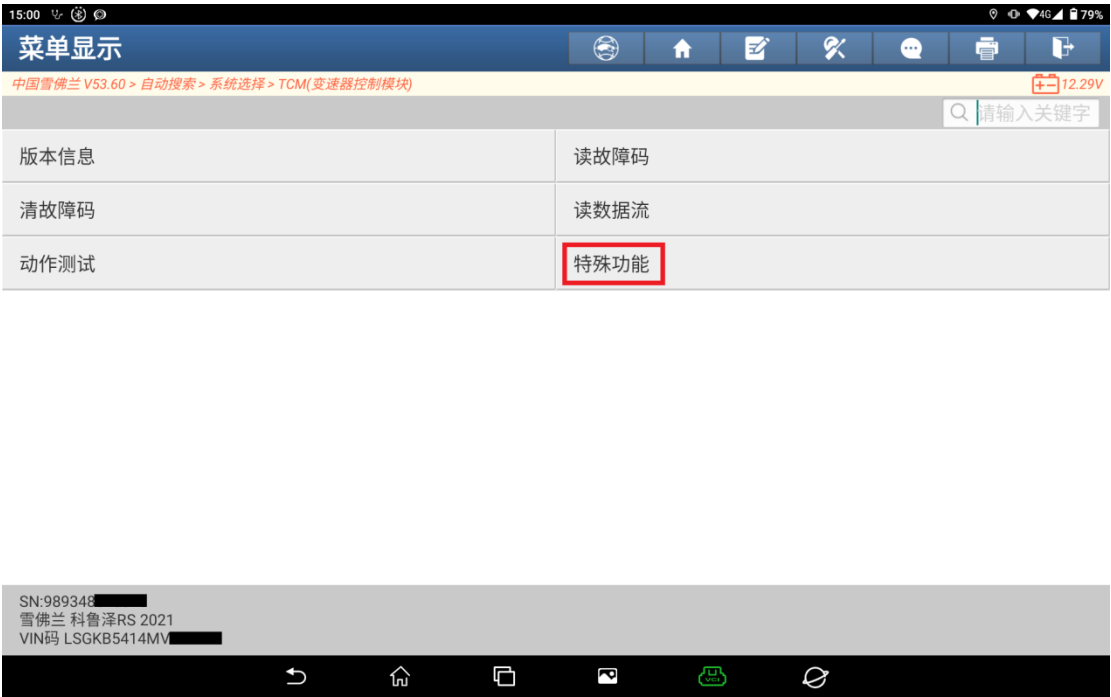 15:00
4G 79%
菜单显示
中国雪佛兰 V53.60 > 自动搜索 > 系统选择 > TCM(变速器控制模块)
12.29V
请输入关键字
版本信息
读故障码
清故障码
读数据流
动作测试
特殊功能
SN:989348
雪佛兰 科鲁泽RS 2021
VIN码 LSGKB5414MV
VCI